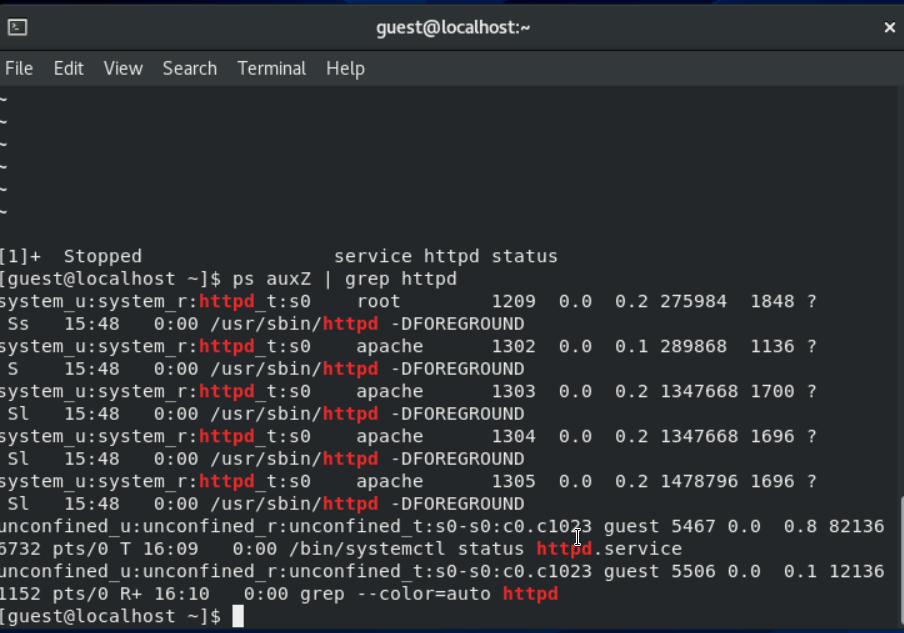 guest@localhost:~
File Edit View Search Terminal Help
~
~
~
~
~
~
[1]+  Stopped                 service httpd status
[guest@localhost ~]$ ps auxZ | grep httpd
system_u:system_r:httpd_t:s0    root        1209  0.0  0.2 275984  1848 ?
 Ss   15:48   0:00 /usr/sbin/httpd -DFOREGROUND
system_u:system_r:httpd_t:s0    apache      1302  0.0  0.1 289868  1136 ?
 S    15:48   0:00 /usr/sbin/httpd -DFOREGROUND
system_u:system_r:httpd_t:s0    apache      1303  0.0  0.2 1347668 1700 ?
 Sl   15:48   0:00 /usr/sbin/httpd -DFOREGROUND
system_u:system_r:httpd_t:s0    apache      1304  0.0  0.2 1347668 1696 ?
 Sl   15:48   0:00 /usr/sbin/httpd -DFOREGROUND
system_u:system_r:httpd_t:s0    apache      1305  0.0  0.2 1478796 1696 ?
 Sl   15:48   0:00 /usr/sbin/httpd -DFOREGROUND
unconfined_u:unconfined_r:unconfined_t:s0-s0:c0.c1023 guest 5467 0.0  0.8 82136
6732 pts/0 T 16:09   0:00 /bin/systemctl status httpd.service
unconfined_u:unconfined_r:unconfined_t:s0-s0:c0.c1023 guest 5506 0.0  0.1 12136
1152 pts/0 R+ 16:10   0:00 grep --color=auto httpd
[guest@localhost ~]$